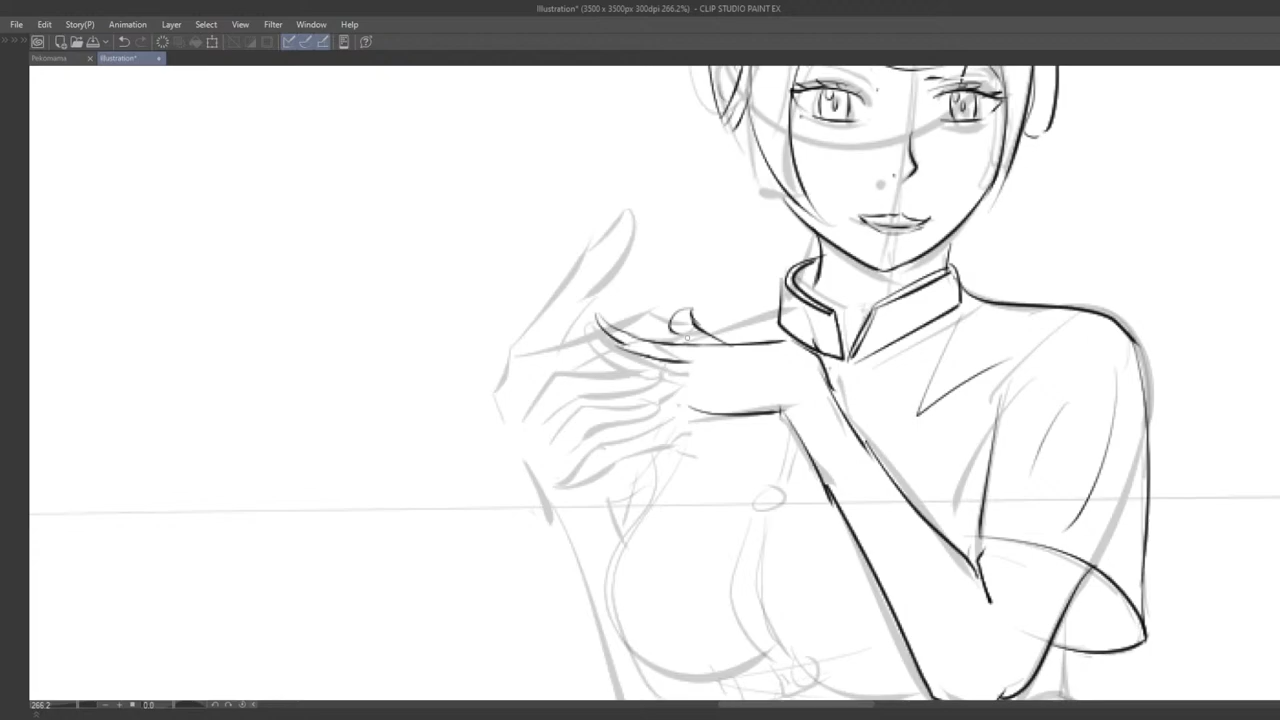 Illustration* (3500 x 3500px 300dpi 266.2%) - CLIP STUDIO PAINT EX
File Edit Story(P) Animation Layer Select View Filter Window Help
Pekomama Illustration*
266.2 0.0